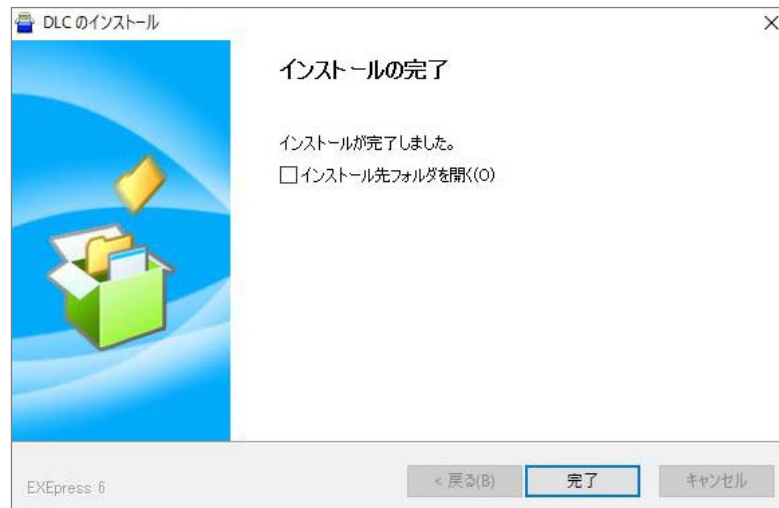 DLC のインストール
インストールの完了
インストールが完了しました。
インストール先フォルダを開く(O)
EXEpress 6
< 戻る(B)
完了
キャンセル